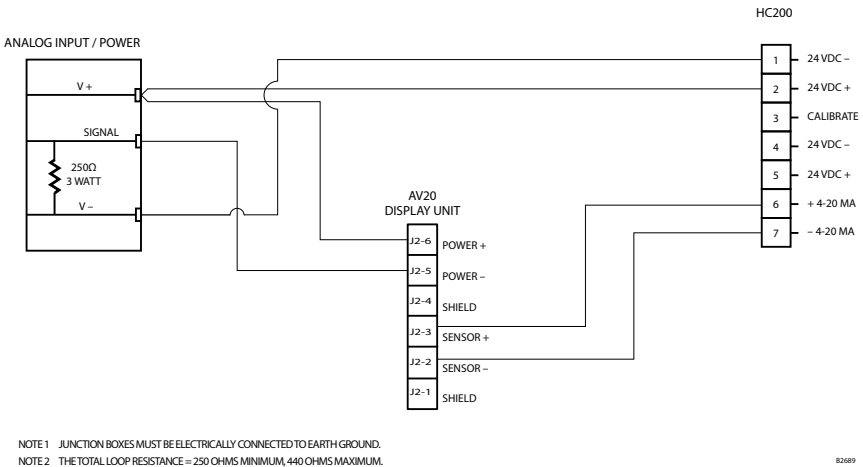 HC200
ANALOG INPUT / POWER
V +
SIGNAL
250Ω
3 WATT
V –
1 24 VDC –
2 24 VDC +
3 CALIBRATE
4 24 VDC –
5 24 VDC +
6 + 4-20 MA
7 – 4-20 MA
AV20
DISPLAY UNIT
J2-6 POWER +
J2-5 POWER –
J2-4 SHIELD
J2-3 SENSOR +
J2-2 SENSOR –
J2-1 SHIELD
NOTE 1 JUNCTION BOXES MUST BE ELECTRICALLY CONNECTED TO EARTH GROUND.
NOTE 2 THE TOTAL LOOP RESISTANCE = 250 OHMS MINIMUM, 440 OHMS MAXIMUM.
B2689